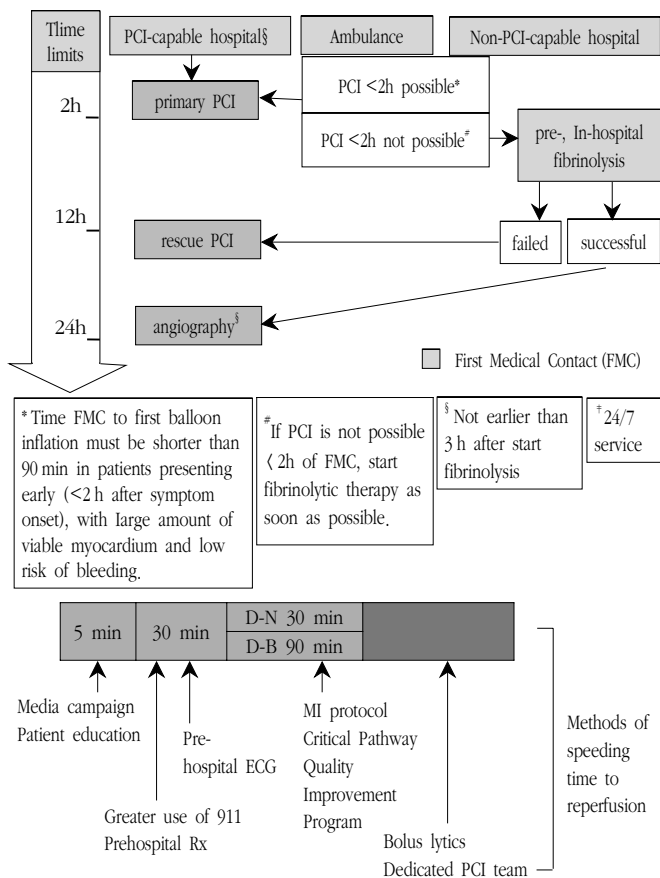 Tlime
limits
PCI-capable hospital§
Ambulance
Non-PCI-capable hospital
2h
primary PCI
PCI <2h possible*
PCI <2h not possible#
pre-, In-hospital
fibrinolysis
12h
rescue PCI
failed
successful
24h
angiography§
First Medical Contact (FMC)
* Time FMC to first balloon
inflation must be shorter than
90 min in patients presenting
early (<2 h after symptom
onset), with large amount of
viable myocardium and low
risk of bleeding.
#If PCI is not possible
〈 2h of FMC, start
fibrinolytic therapy as
soon as possible.
§ Not earlier than
3 h after start
fibrinolysis
† 24/7
service
5 min
30 min
D-N 30 min
D-B 90 min
Media campaign
Patient education
Pre-
hospital ECG
Greater use of 911
Prehospital Rx
MI protocol
Critical Pathway
Quality
Improvement
Program
Bolus lytics
Dedicated PCI team
Methods of
speeding
time to
reperfusion